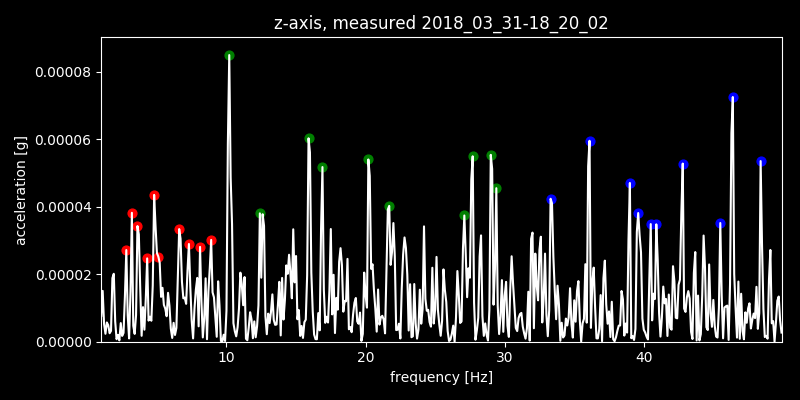 z-axis, measured 2018_03_31-18_20_02
0.00008
0.00006
0.00004
0.00002
0.00000
acceleration [g]
10 20 30 40
frequency [Hz]